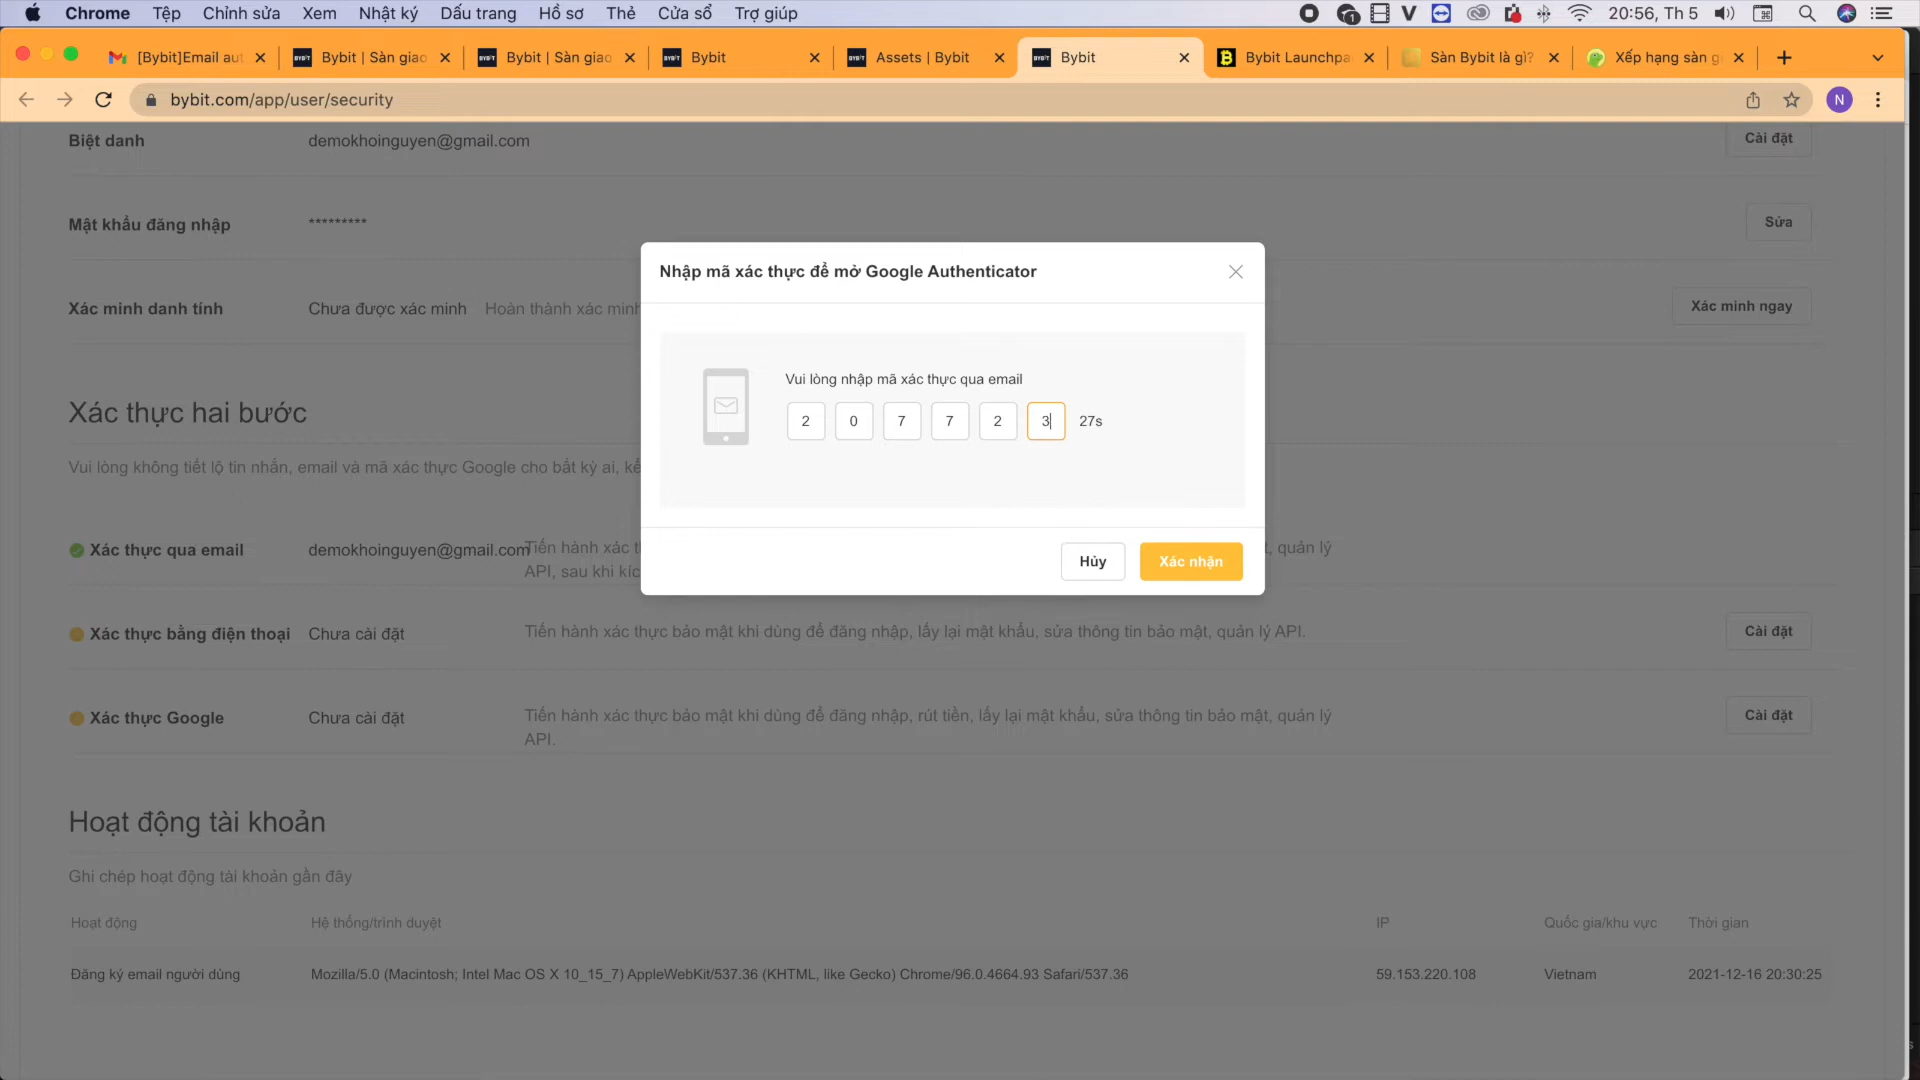 Chrome Tệp Chỉnh sửa Xem Nhật ký Dấu trang Hồ sơ Thẻ Cửa sổ Trợ giúp 20:56, Th 5
[Bybit]Email aut Bybit | Sàn giao Bybit | Sàn giao Bybit Assets | Bybit Bybit Bybit Launchpa Sàn Bybit là gì? Xếp hạng sàn g
bybit.com/app/user/security N
Biệt danh demokhoinguyen@gmail.com Cài đặt
Mật khẩu đăng nhập ********* Sửa
Nhập mã xác thực để mở Google Authenticator
Xác minh danh tính Chưa được xác minh Hoàn thành xác minh Xác minh ngay
Vui lòng nhập mã xác thực qua email
2 0 7 7 2 3 27s
Xác thực hai bước
Vui lòng không tiết lộ tin nhắn, email và mã xác thực Google cho bất kỳ ai, kể
Xác thực qua email demokhoinguyen@gmail.com Tiến hành xác t t, quản lý
API, sau khi kíc
Hủy Xác nhận
Xác thực bằng điện thoại Chưa cài đặt Tiến hành xác thực bảo mật khi dùng để đăng nhập, lấy lại mật khẩu, sửa thông tin bảo mật, quản lý API. Cài đặt
Xác thực Google Chưa cài đặt Tiến hành xác thực bảo mật khi dùng để đăng nhập, rút tiền, lấy lại mật khẩu, sửa thông tin bảo mật, quản lý Cài đặt
API.
Hoạt động tài khoản
Ghi chép hoạt động tài khoản gần đây
Hoạt động Hệ thống/trình duyệt IP Quốc gia/khu vực Thời gian
Đăng ký email người dùng Mozilla/5.0 (Macintosh; Intel Mac OS X 10_15_7) AppleWebKit/537.36 (KHTML, like Gecko) Chrome/96.0.4664.93 Safari/537.36 59.153.220.108 Vietnam 2021-12-16 20:30:25